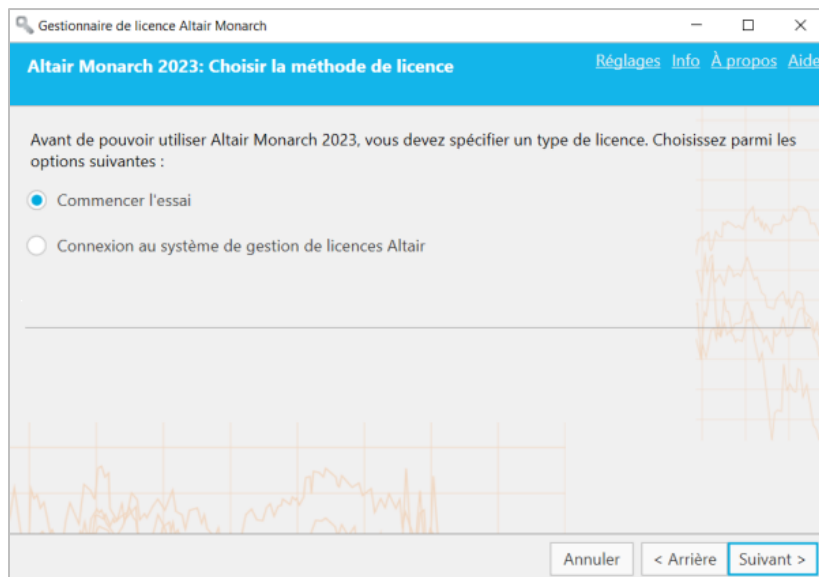 Gestionnaire de licence Altair Monarch
Altair Monarch 2023: Choisir la méthode de licence
Réglages Info À propos Aide
Avant de pouvoir utiliser Altair Monarch 2023, vous devez spécifier un type de licence. Choisissez parmi les
options suivantes :
Commencer l'essai
Connexion au système de gestion de licences Altair
Annuler < Arrière Suivant >